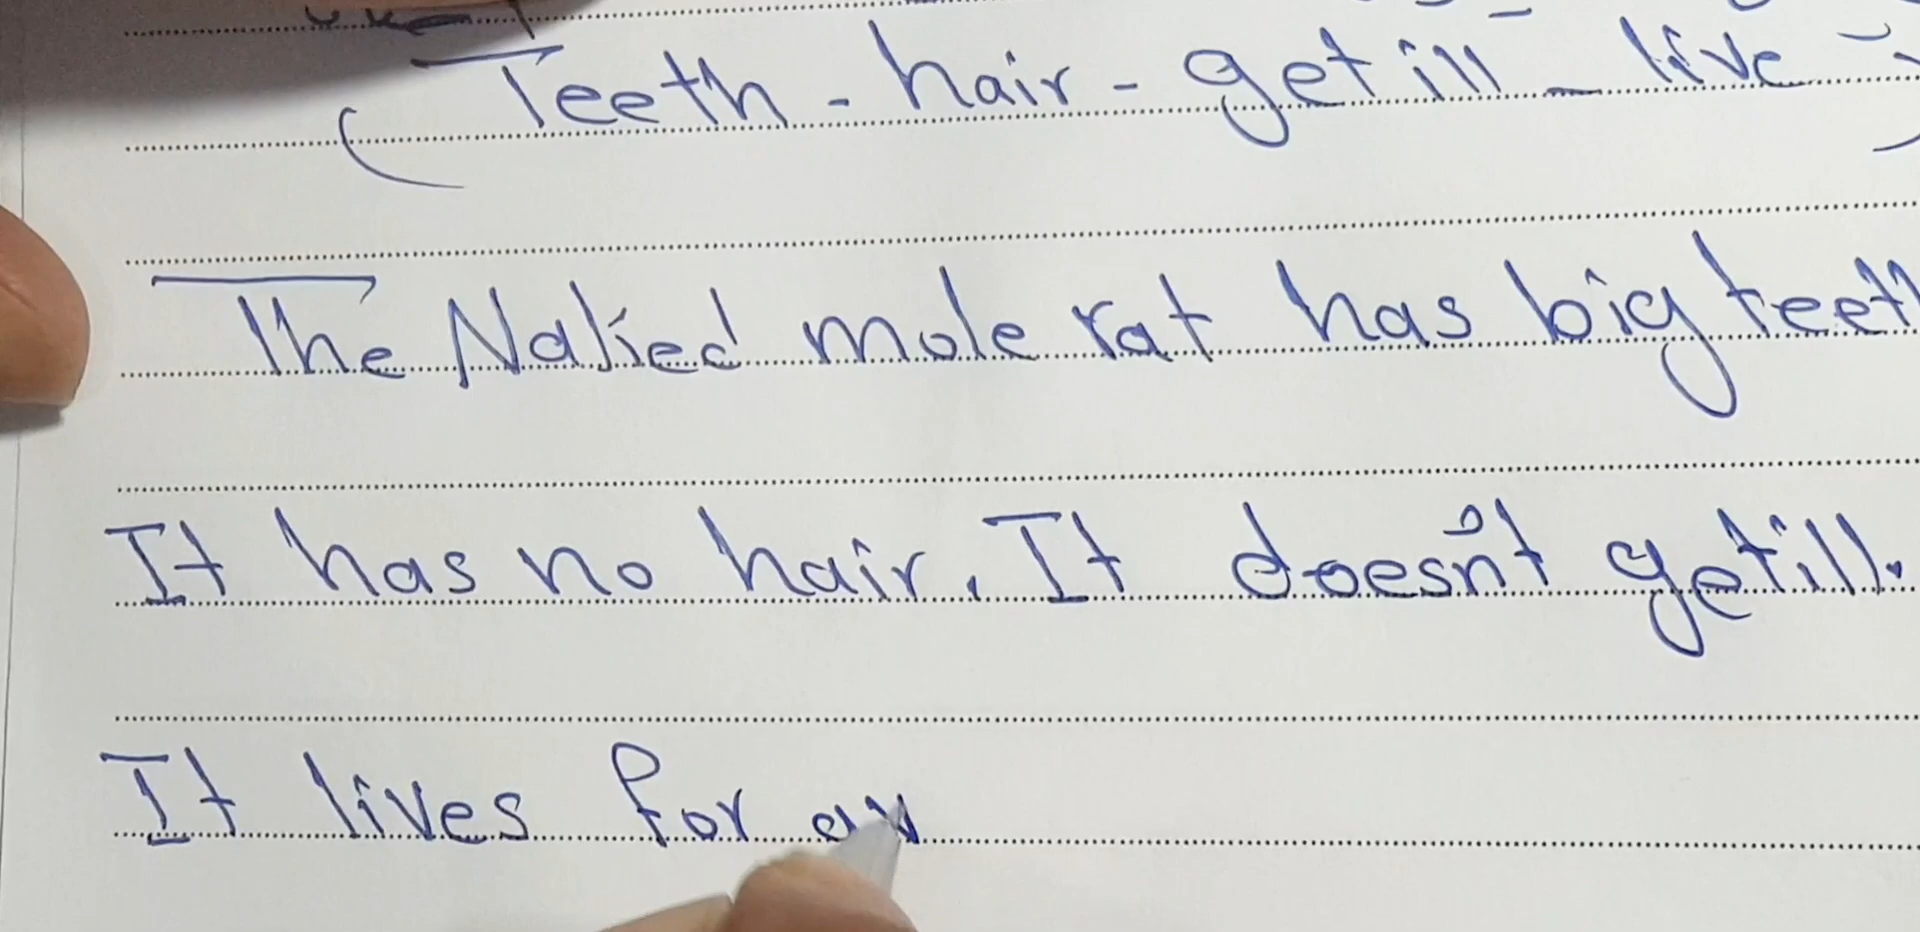 (Teeth - hair - get ill - live
The Naked mole rat has big teeth
It has no hair. It doesn't get ill.
It lives for